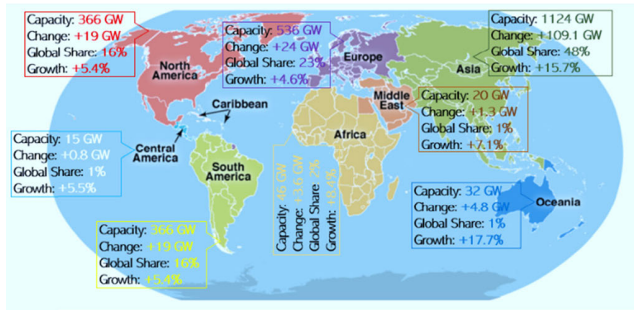 Capacity: 366 GW
Change: +19 GW
Global Share: 16%
Growth: +5.4%
Capacity: 536 GW
Change: +24 GW
Global Share: 23%
Growth: +4.6%
Capacity: 1124 GW
Change: +109.1 GW
Global Share: 48%
Growth: +15.7%
North
America
Europe
Asia
Capacity: 20 GW
Change: +1.3 GW
Global Share: 1%
Growth: +7.1%
Middle
East
Caribbean
Africa
Capacity: 15 GW
Change: +0.8 GW
Global Share: 1%
Growth: +5.5%
Central
America
South
America
Capacity: 46 GW
Change: +3.6 GW
Global Share: 2%
Growth: +8.4%
Capacity: 32 GW
Change: +4.8 GW
Global Share: 1%
Growth: +17.7%
Oceania
Capacity: 366 GW
Change: +19 GW
Global Share: 16%
Growth: +5.4%